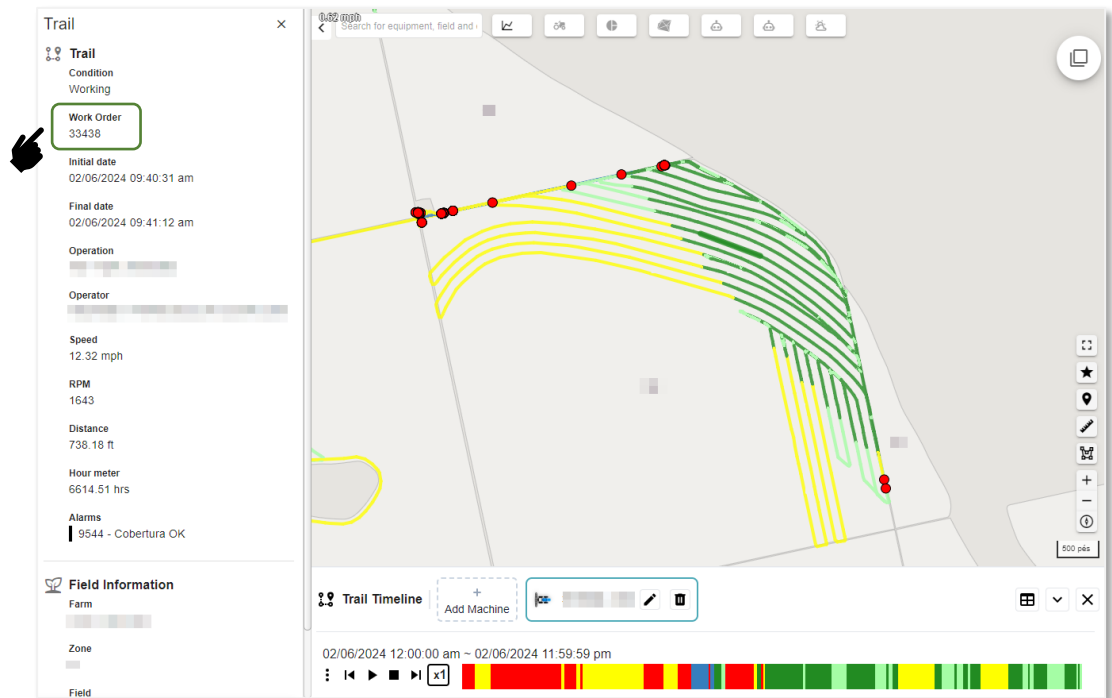 Trail
Trail
Condition
Working
Work Order
33438
Initial date
02/06/2024 09:40:31 am
Final date
02/06/2024 09:41:12 am
Operation
Operator
Speed
12.32 mph
RPM
1643
Distance
738.18 ft
Hour meter
6614.51 hrs
Alarms
9544 - Cobertura OK
Field Information
Farm
Zone
Field
0.62 mph
Search for equipment, field and
500 pés
Trail Timeline
+
Add Machine
02/06/2024 12:00:00 am ~ 02/06/2024 11:59:59 pm
x1